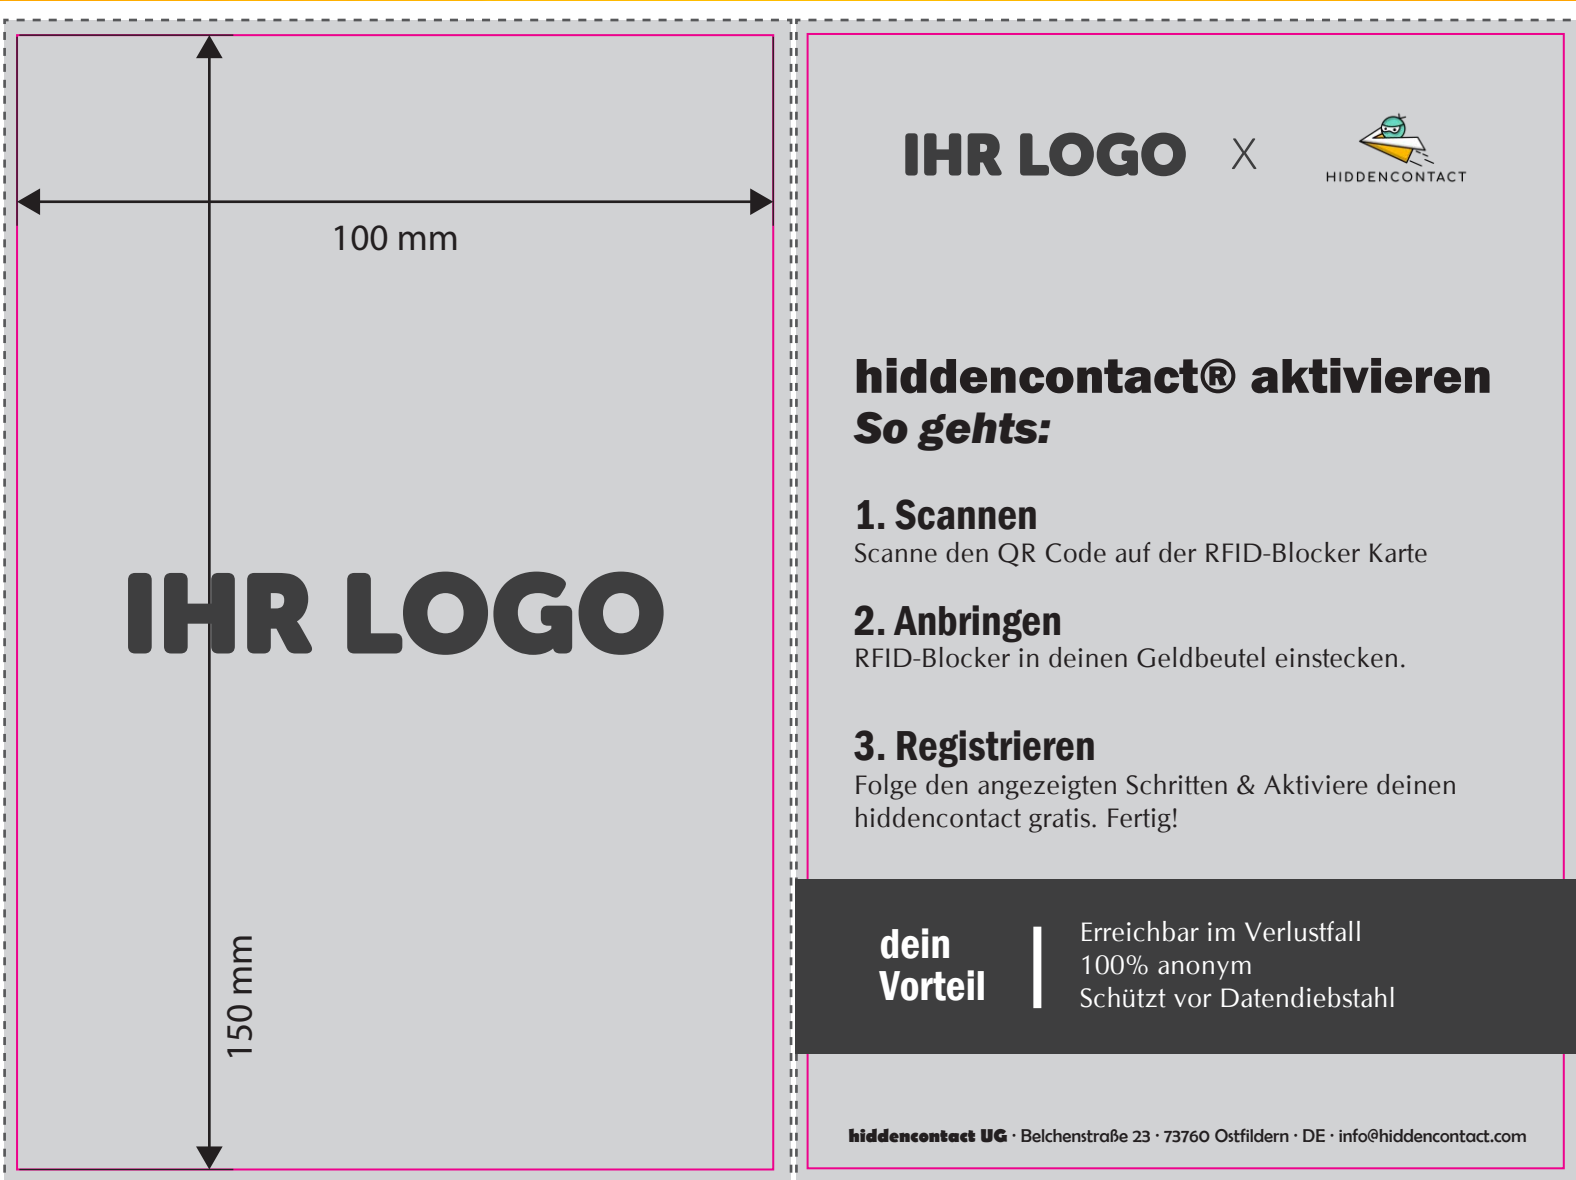 100 mm
IHR LOGO
150 mm
IHR LOGO X
HIDDENCONTACT
hiddencontact® aktivieren
So gehts:
1. Scannen
Scanne den QR Code auf der RFID-Blocker Karte
2. Anbringen
RFID-Blocker in deinen Geldbeutel einstecken.
3. Registrieren
Folge den angezeigten Schritten & Aktiviere deinen
hiddencontact gratis. Fertig!
dein
Vorteil
Erreichbar im Verlustfall
100% anonym
Schützt vor Datendiebstahl
hiddencontact UG · Belchenstraße 23 · 73760 Ostfildern · DE · info@hiddencontact.com